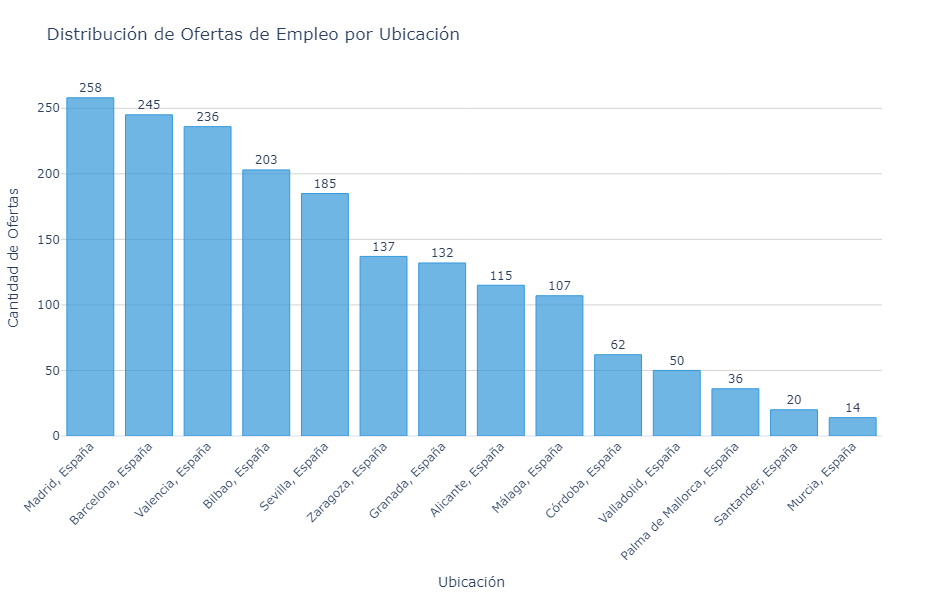 Distribución de Ofertas de Empleo por Ubicación
Cantidad de Ofertas
250
200
150
100
50
0
258
245
236
203
185
137
132
115
107
62
50
36
20
14
Madrid, España
Barcelona, España
Valencia, España
Bilbao, España
Sevilla, España
Zaragoza, España
Granada, España
Alicante, España
Málaga, España
Córdoba, España
Valladolid, España
Palma de Mallorca, España
Santander, España
Murcia, España
Ubicación